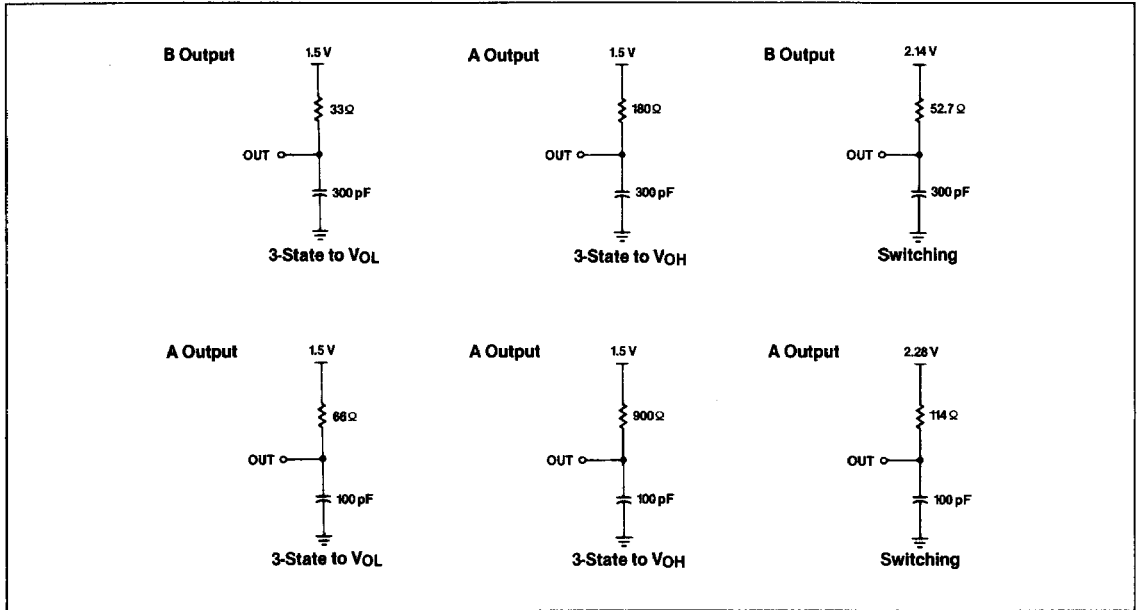 B Output 1.5 V
33Ω
OUT
300 pF
3-State to VOL
A Output 1.5 V
180Ω
OUT
300 pF
3-State to VOH
B Output 2.14 V
52.7 Ω
OUT
300 pF
Switching
A Output 1.5 V
66Ω
OUT
100 pF
3-State to VOL
A Output 1.5 V
900Ω
OUT
100 pF
3-State to VOH
A Output 2.28 V
114Ω
OUT
100 pF
Switching